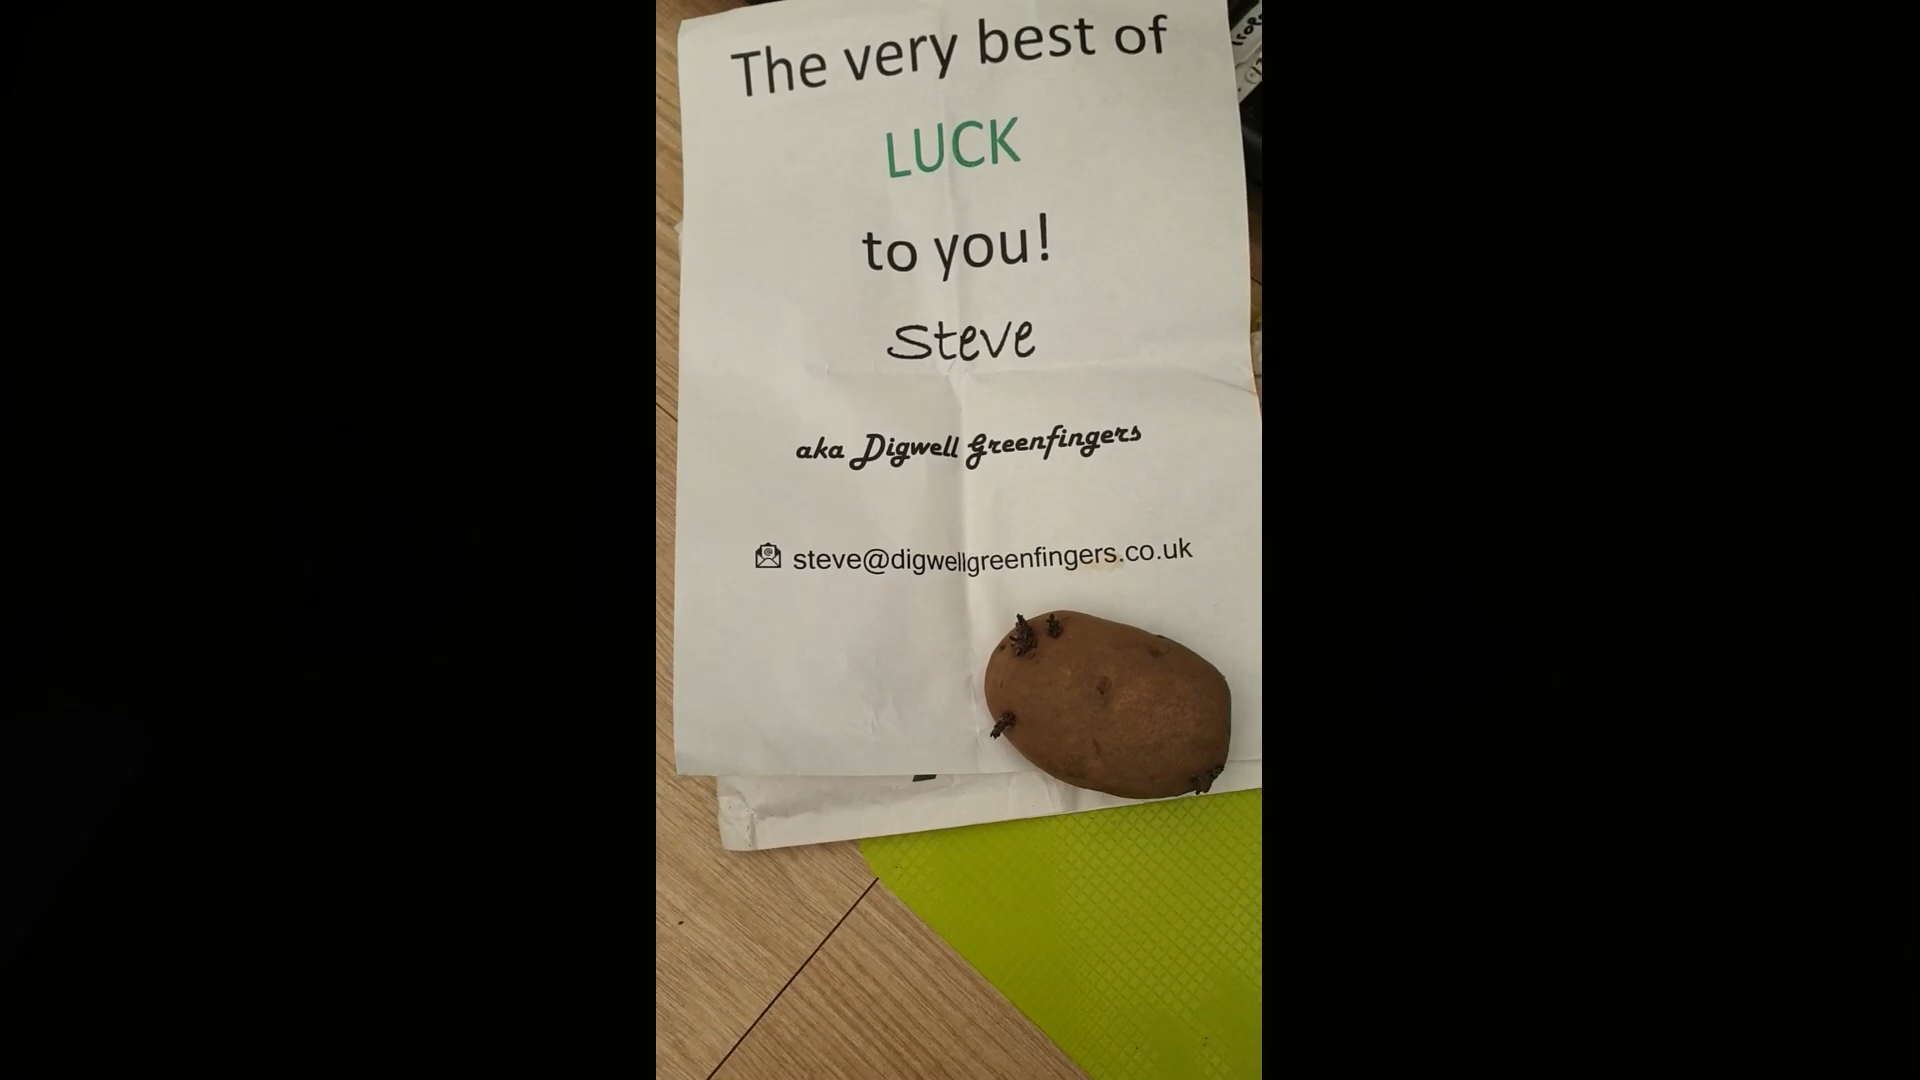 The very best of
LUCK
to you!
Steve
aka Digwell Greenfingers
steve@digwellgreenfingers.co.uk